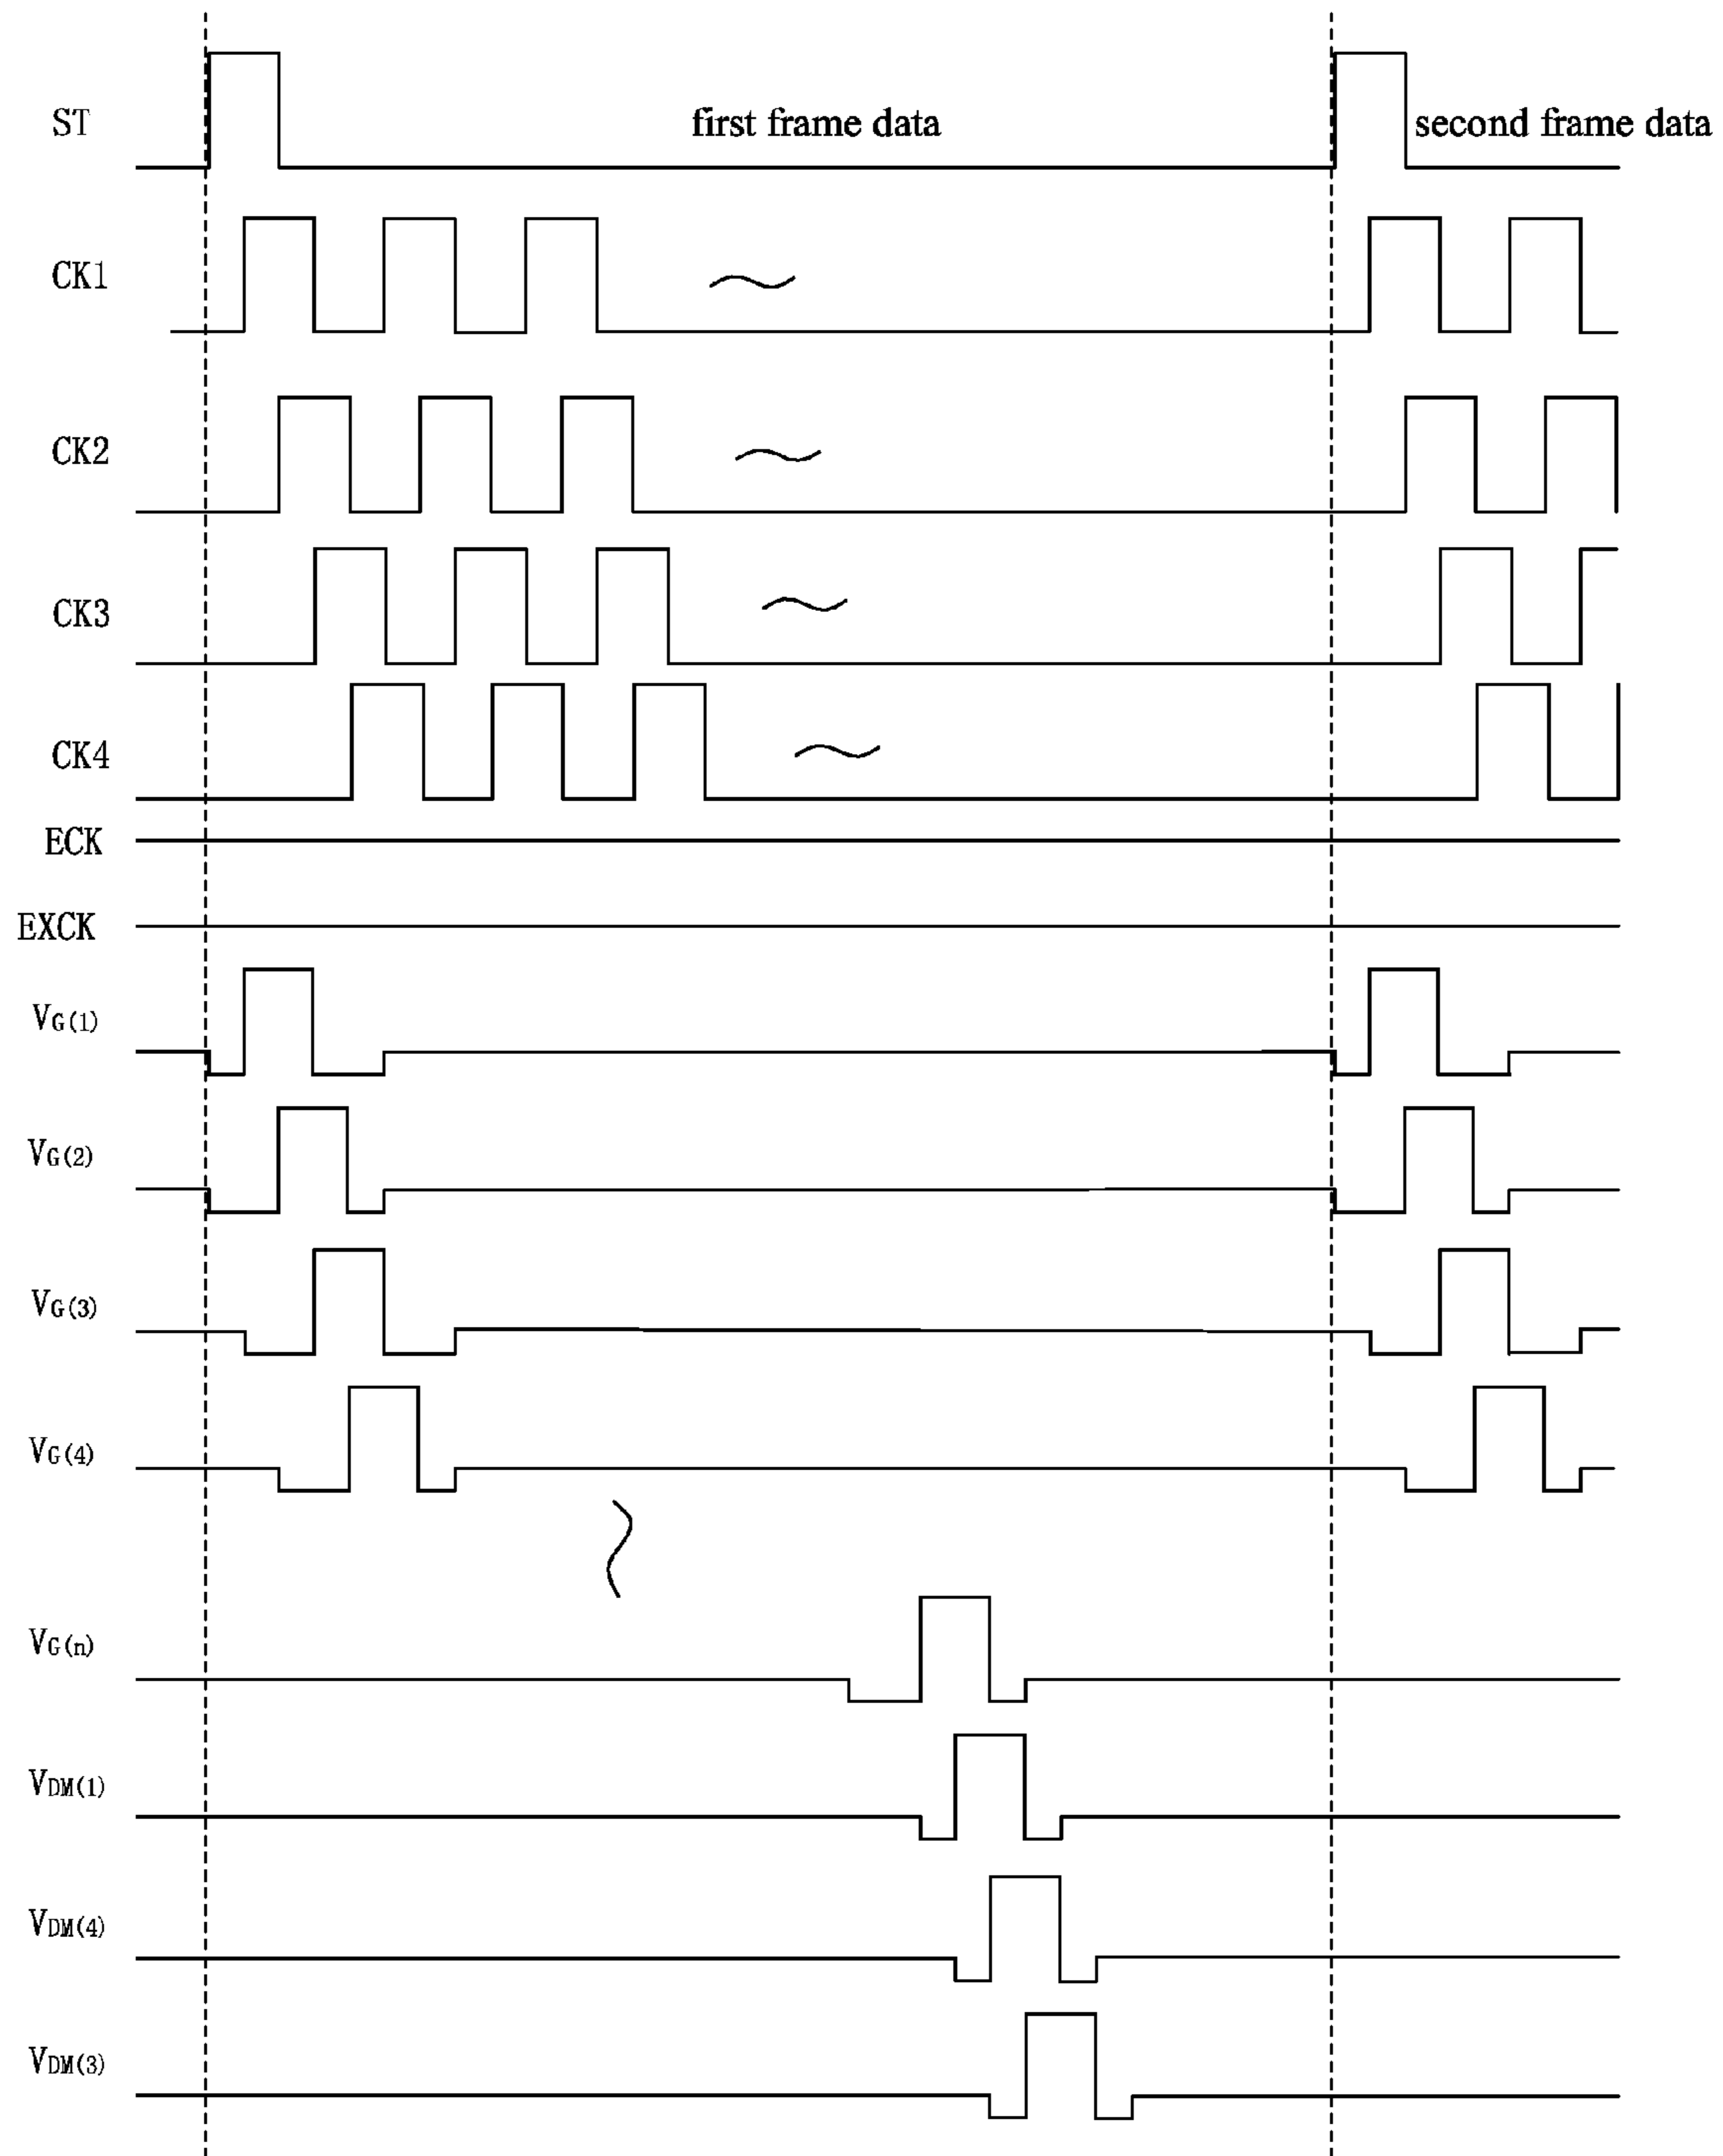 ST
first frame data
second frame data
CK1
CK2
CK3
CK4
ECK
EXCK
VG(1)
VG(2)
VG(3)
VG(4)
VG(n)
VDM(1)
VDM(4)
VDM(3)